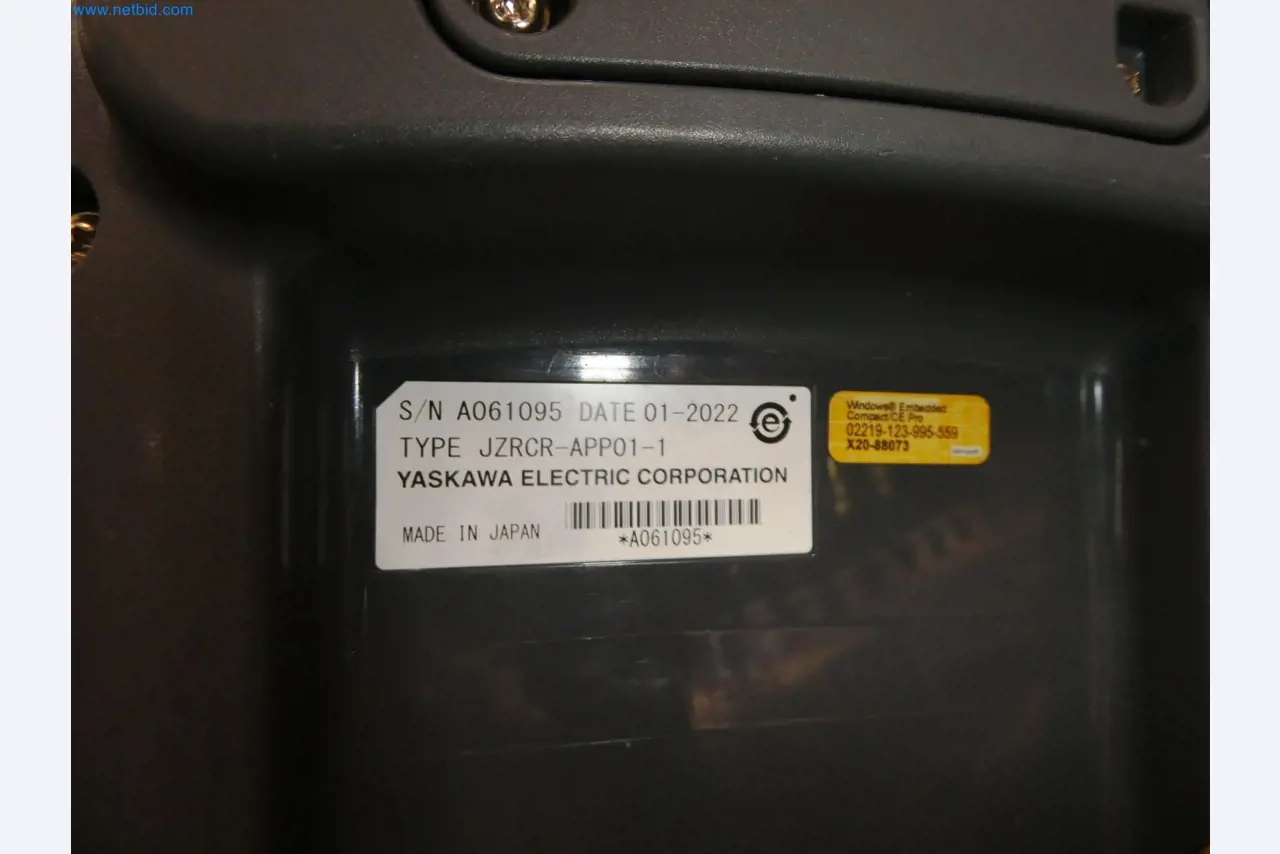 www.netbid.com
S/N A061095 DATE 01-2022
TYPE JZRCR-APP01-1
YASKAWA ELECTRIC CORPORATION
MADE IN JAPAN
*A061095*
Windows® Embedded
Compact/CE Pro
02219-123-995-559
X20-88073
Microsoft